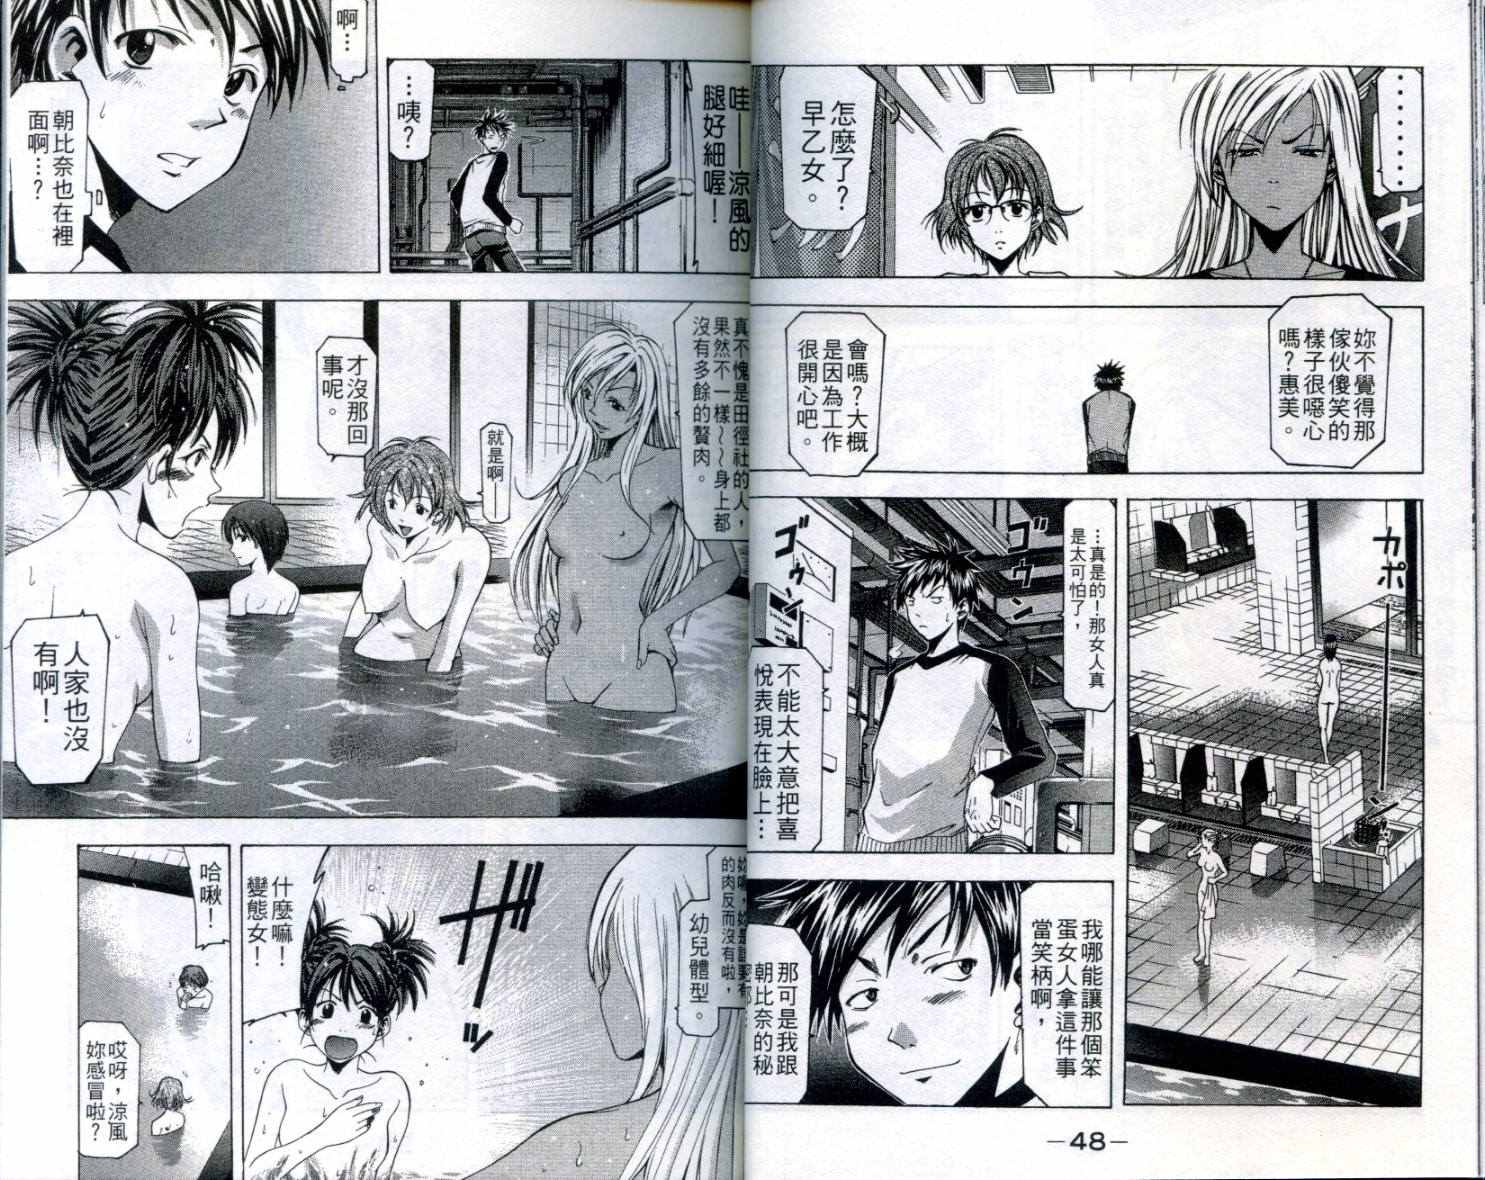 ………
怎麼了？
早乙女。
妳不覺得那
傢伙傻笑的
樣子很噁心
嗎？惠美。
會嗎？大概
是因為工作
很開心吧。
カポ
…真是的！那女人真
是太可怕了，
ゴウン
ゴウン
不能太大意把喜
悅表現在臉上…
我哪能讓那個笨
蛋女人拿這件事
當笑柄啊，
那可是我跟
朝比奈的秘
—48—
哇——涼風的
腿好細喔！
…咦？
啊…
朝比奈也在裡
面啊…？
真不愧是田徑社的人，
果然不一樣～～身上都
沒有多餘的贅肉。
就是啊——
才沒那回
事呢。
人家也沒
有啊！
的肉反而沒有啦，
幼兒體型。
什麼嘛！
變態女！
哈啾！
哎呀，涼風
妳感冒啦？